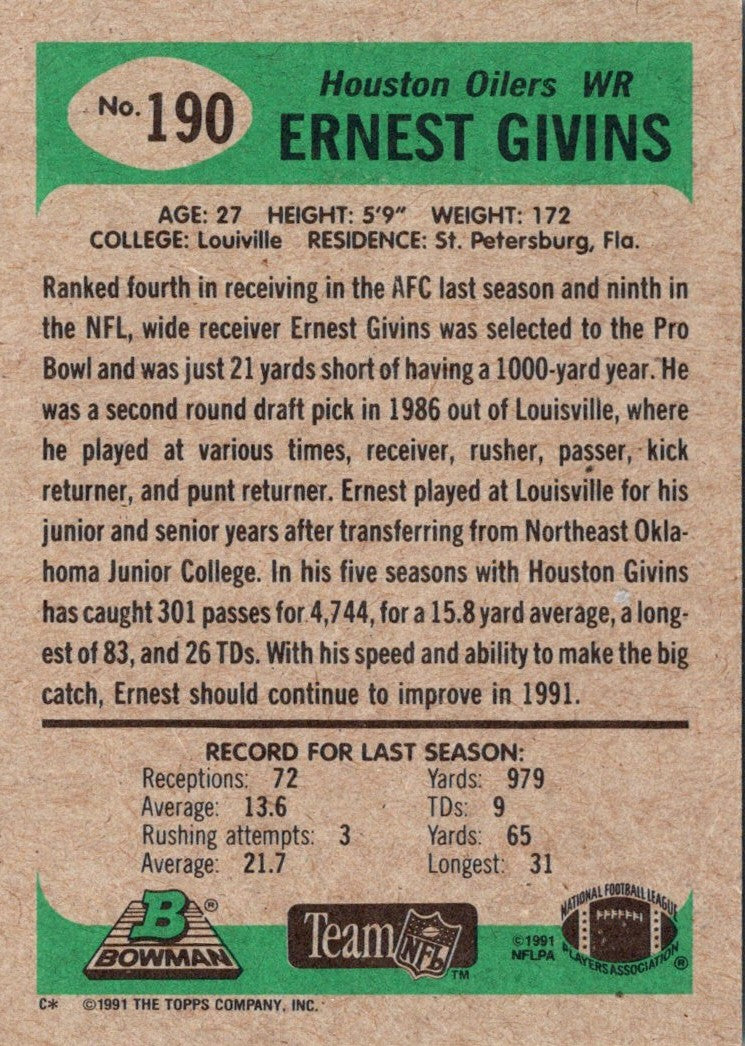 No. 190
Houston Oilers WR
ERNEST GIVINS
AGE: 27 HEIGHT: 5'9" WEIGHT: 172
COLLEGE: Louiville RESIDENCE: St. Petersburg, Fla.
Ranked fourth in receiving in the AFC last season and ninth in
the NFL, wide receiver Ernest Givins was selected to the Pro
Bowl and was just 21 yards short of having a 1000-yard year. He
was a second round draft pick in 1986 out of Louisville, where
he played at various times, receiver, rusher, passer, kick
returner, and punt returner. Ernest played at Louisville for his
junior and senior years after transferring from Northeast Okla-
homa Junior College. In his five seasons with Houston Givins
has caught 301 passes for 4,744, for a 15.8 yard average, a long-
est of 83, and 26 TDs. With his speed and ability to make the big
catch, Ernest should continue to improve in 1991.
RECORD FOR LAST SEASON:
Receptions: 72 Yards: 979
Average: 13.6 TDs: 9
Rushing attempts: 3 Yards: 65
Average: 21.7 Longest: 31
B ®
BOWMAN
Team NFL ™
©1991
NFLPA
NATIONAL FOOTBALL LEAGUE
PLAYERS ASSOCIATION ®
C* ©1991 THE TOPPS COMPANY, INC.